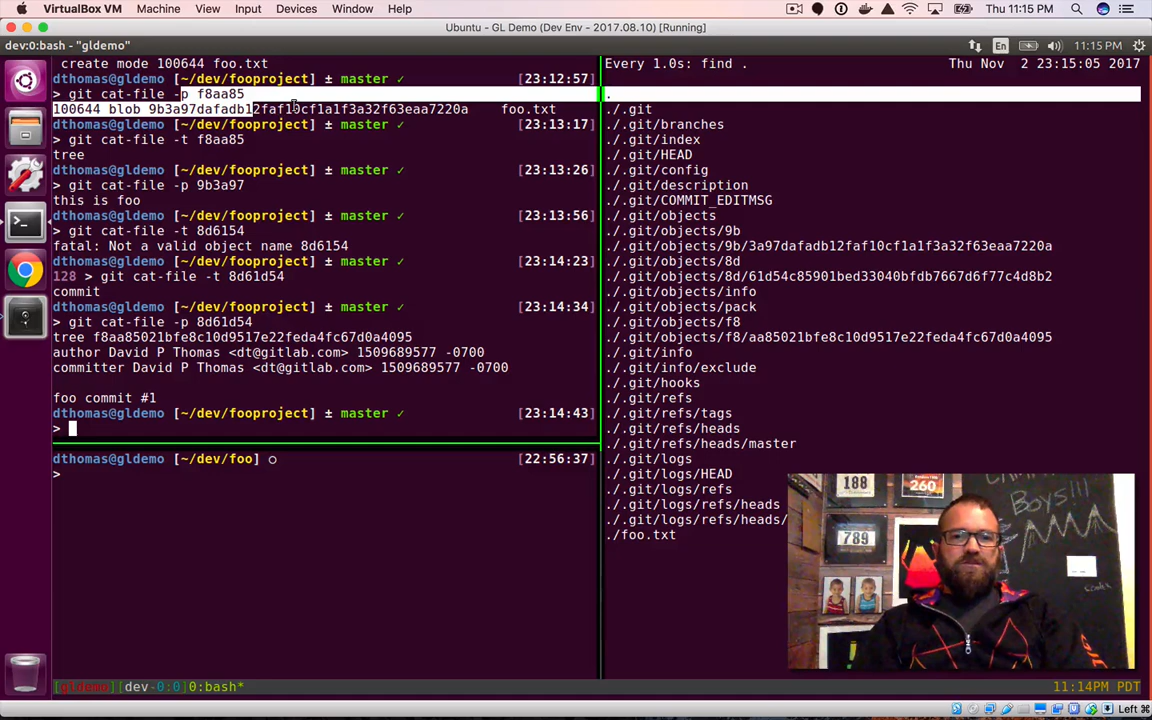 VirtualBox VM Machine View Input Devices Window Help
Thu 11:15 PM
Ubuntu - GL Demo (Dev Env - 2017.08.10) [Running]
dev:0:bash - "gldemo"
En
11:15 PM
create mode 100644 foo.txt
dthomas@gldemo [~/dev/fooproject] ± master ✓ [23:12:57]
> git cat-file -p f8aa85
100644 blob 9b3a97dafadb12faf10cf1a1f3a32f63eaa7220a foo.txt
dthomas@gldemo [~/dev/fooproject] ± master ✓ [23:13:17]
> git cat-file -t f8aa85
tree
dthomas@gldemo [~/dev/fooproject] ± master ✓ [23:13:26]
> git cat-file -p 9b3a97
this is foo
dthomas@gldemo [~/dev/fooproject] ± master ✓ [23:13:56]
> git cat-file -t 8d6154
fatal: Not a valid object name 8d6154
dthomas@gldemo [~/dev/fooproject] ± master ✓ [23:14:23]
128 > git cat-file -t 8d61d54
commit
dthomas@gldemo [~/dev/fooproject] ± master ✓ [23:14:34]
> git cat-file -p 8d61d54
tree f8aa85021bfe8c10d9517e22feda4fc67d0a4095
author David P Thomas <dt@gitlab.com> 1509689577 -0700
committer David P Thomas <dt@gitlab.com> 1509689577 -0700
foo commit #1
dthomas@gldemo [~/dev/fooproject] ± master ✓ [23:14:43]
>
dthomas@gldemo [~/dev/foo] ○ [22:56:37]
>
Every 1.0s: find . Thu Nov 2 23:15:05 2017
.
./.git
./.git/branches
./.git/index
./.git/HEAD
./.git/config
./.git/description
./.git/COMMIT_EDITMSG
./.git/objects
./.git/objects/9b
./.git/objects/9b/3a97dafadb12faf10cf1a1f3a32f63eaa7220a
./.git/objects/8d
./.git/objects/8d/61d54c85901bed33040bfdb7667d6f77c4d8b2
./.git/objects/info
./.git/objects/pack
./.git/objects/f8
./.git/objects/f8/aa85021bfe8c10d9517e22feda4fc67d0a4095
./.git/info
./.git/info/exclude
./.git/hooks
./.git/refs
./.git/refs/tags
./.git/refs/heads
./.git/refs/heads/master
./.git/logs
./.git/logs/HEAD
./.git/logs/refs
./.git/logs/refs/heads
./.git/logs/refs/heads/
./foo.txt
188
260
Boys!!!
789
[gldemo][dev-0:0]0:bash*
11:14PM PDT
Left ⌘